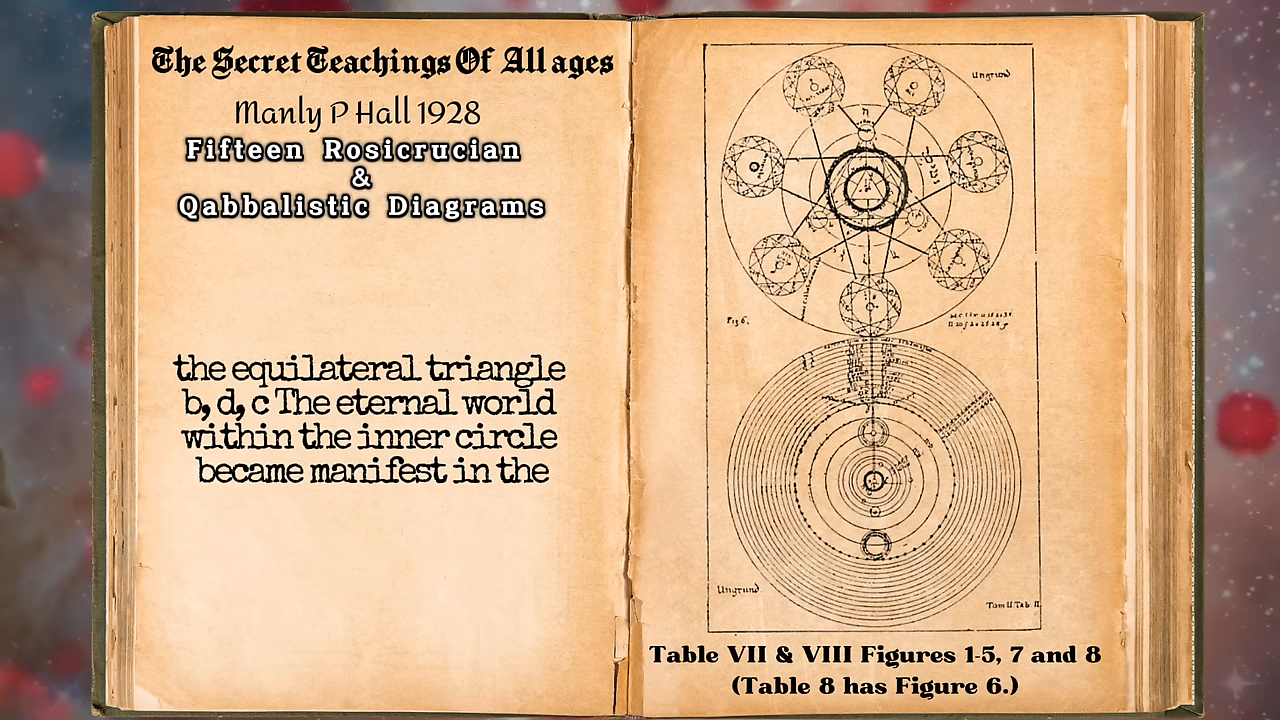 The Secret Teachings Of All ages
Manly P Hall 1928
Fifteen Rosicrucian
&
Qabbalistic Diagrams
the equilateral triangle
b, d, c The eternal world
within the inner circle
became manifest in the
Ungrund
Fig 6.
Ungrund
Tom II. Tab II.
Table VII & VIII Figures 1-5, 7 and 8
(Table 8 has Figure 6.)